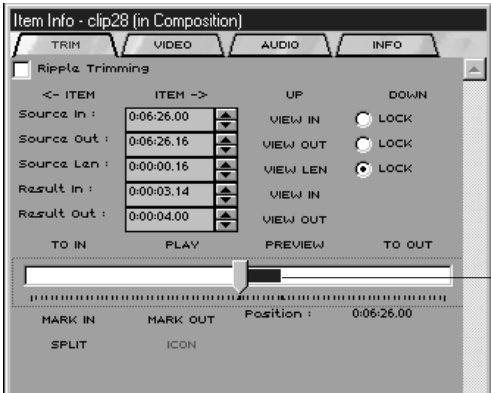 Item Info - clip28 (in Composition)
TRIM VIDEO AUDIO INFO
Ripple Trimming
<- ITEM ITEM -> UP DOWN
Source In : 0:06:26.00 VIEW IN LOCK
Source Out : 0:06:26.16 VIEW OUT LOCK
Source Len : 0:00:00.16 VIEW LEN LOCK
Result In : 0:00:03.14 VIEW IN
Result Out : 0:00:04.00 VIEW OUT
TO IN PLAY PREVIEW TO OUT
MARK IN MARK OUT Position : 0:06:26.00
SPLIT ICON